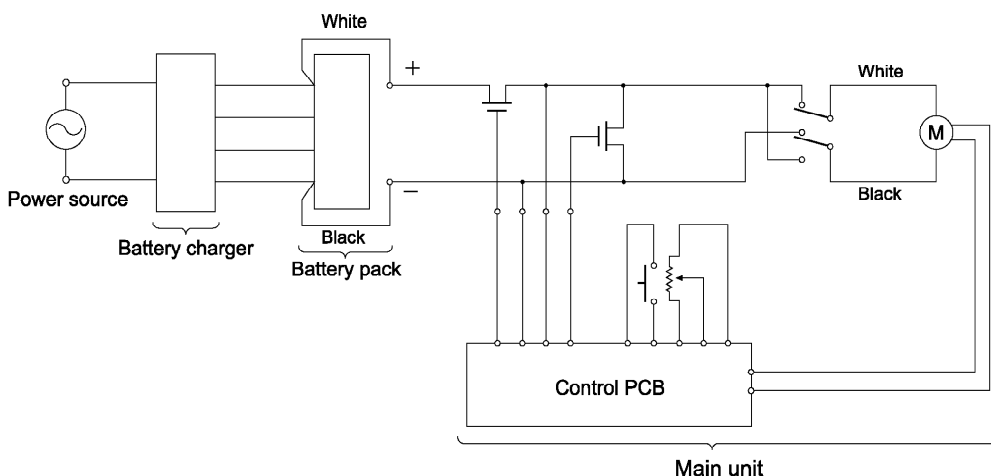 White
+
White
M
−
Power source
Black
Battery charger
Black
Battery pack
Control PCB
Main unit